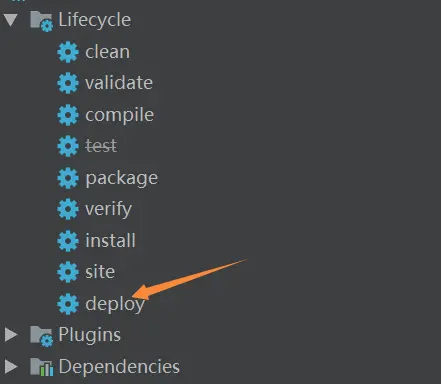 Lifecycle
clean
validate
compile
test
package
verify
install
site
deploy
Plugins
Dependencies